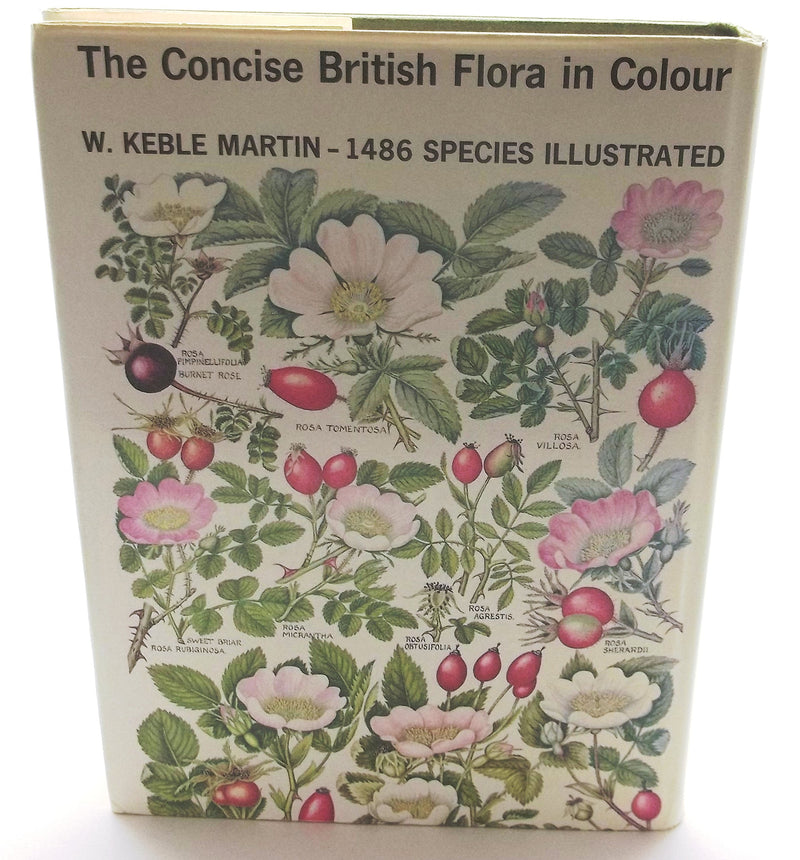 The Concise British Flora in Colour
W. KEBLE MARTIN – 1486 SPECIES ILLUSTRATED
ROSA
PIMPINELLIFOLIA
BURNET ROSE
ROSA TOMENTOSA
ROSA
VILLOSA.
SWEET BRIAR
ROSA RUBIGINOSA.
ROSA
MICRANTHA
ROSA
OBTUSIFOLIA
ROSA
AGRESTIS.
ROSA
SHERARDII